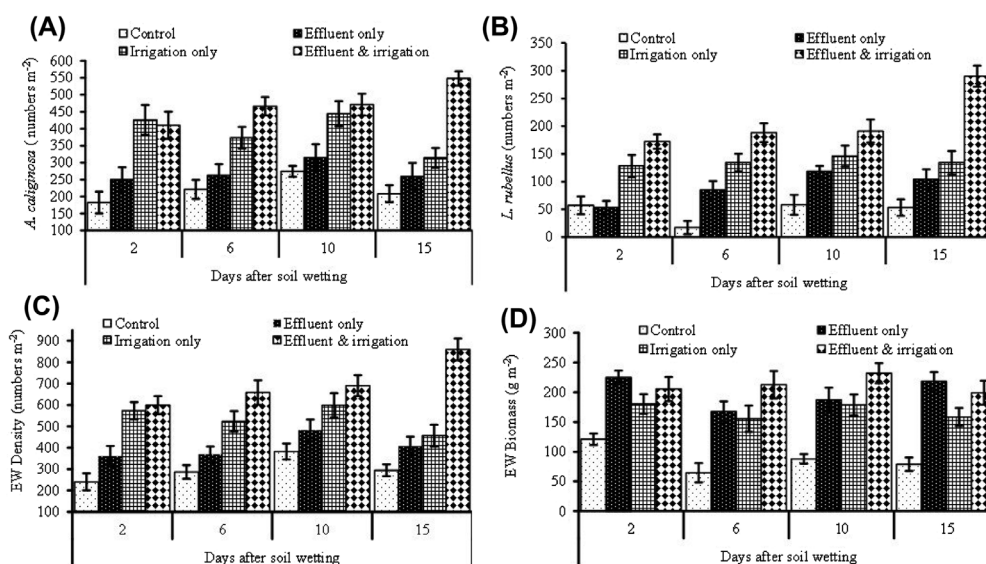 (A)
Control
Effluent only
Irrigation only
Effluent & irrigation
A. caliginosa (numbers m-2)
600
550
500
450
400
350
300
250
200
150
100
2
6
10
15
Days after soil wetting
(B)
Control
Effluent only
Irrigation only
Effluent & irrigation
L. rubellus (numbers m-2)
350
300
250
200
150
100
50
0
2
6
10
15
Days after soil wetting
(C)
Control
Effluent only
Irrigation only
Effluent & irrigation
EW Density (numbers m-2)
900
800
700
600
500
400
300
200
100
2
6
10
15
Days after soil wetting
(D)
Control
Effluent only
Irrigation only
Effluent & irrigation
EW Biomass (g m-2)
300
250
200
150
100
50
0
2
6
10
15
Days after soil wetting